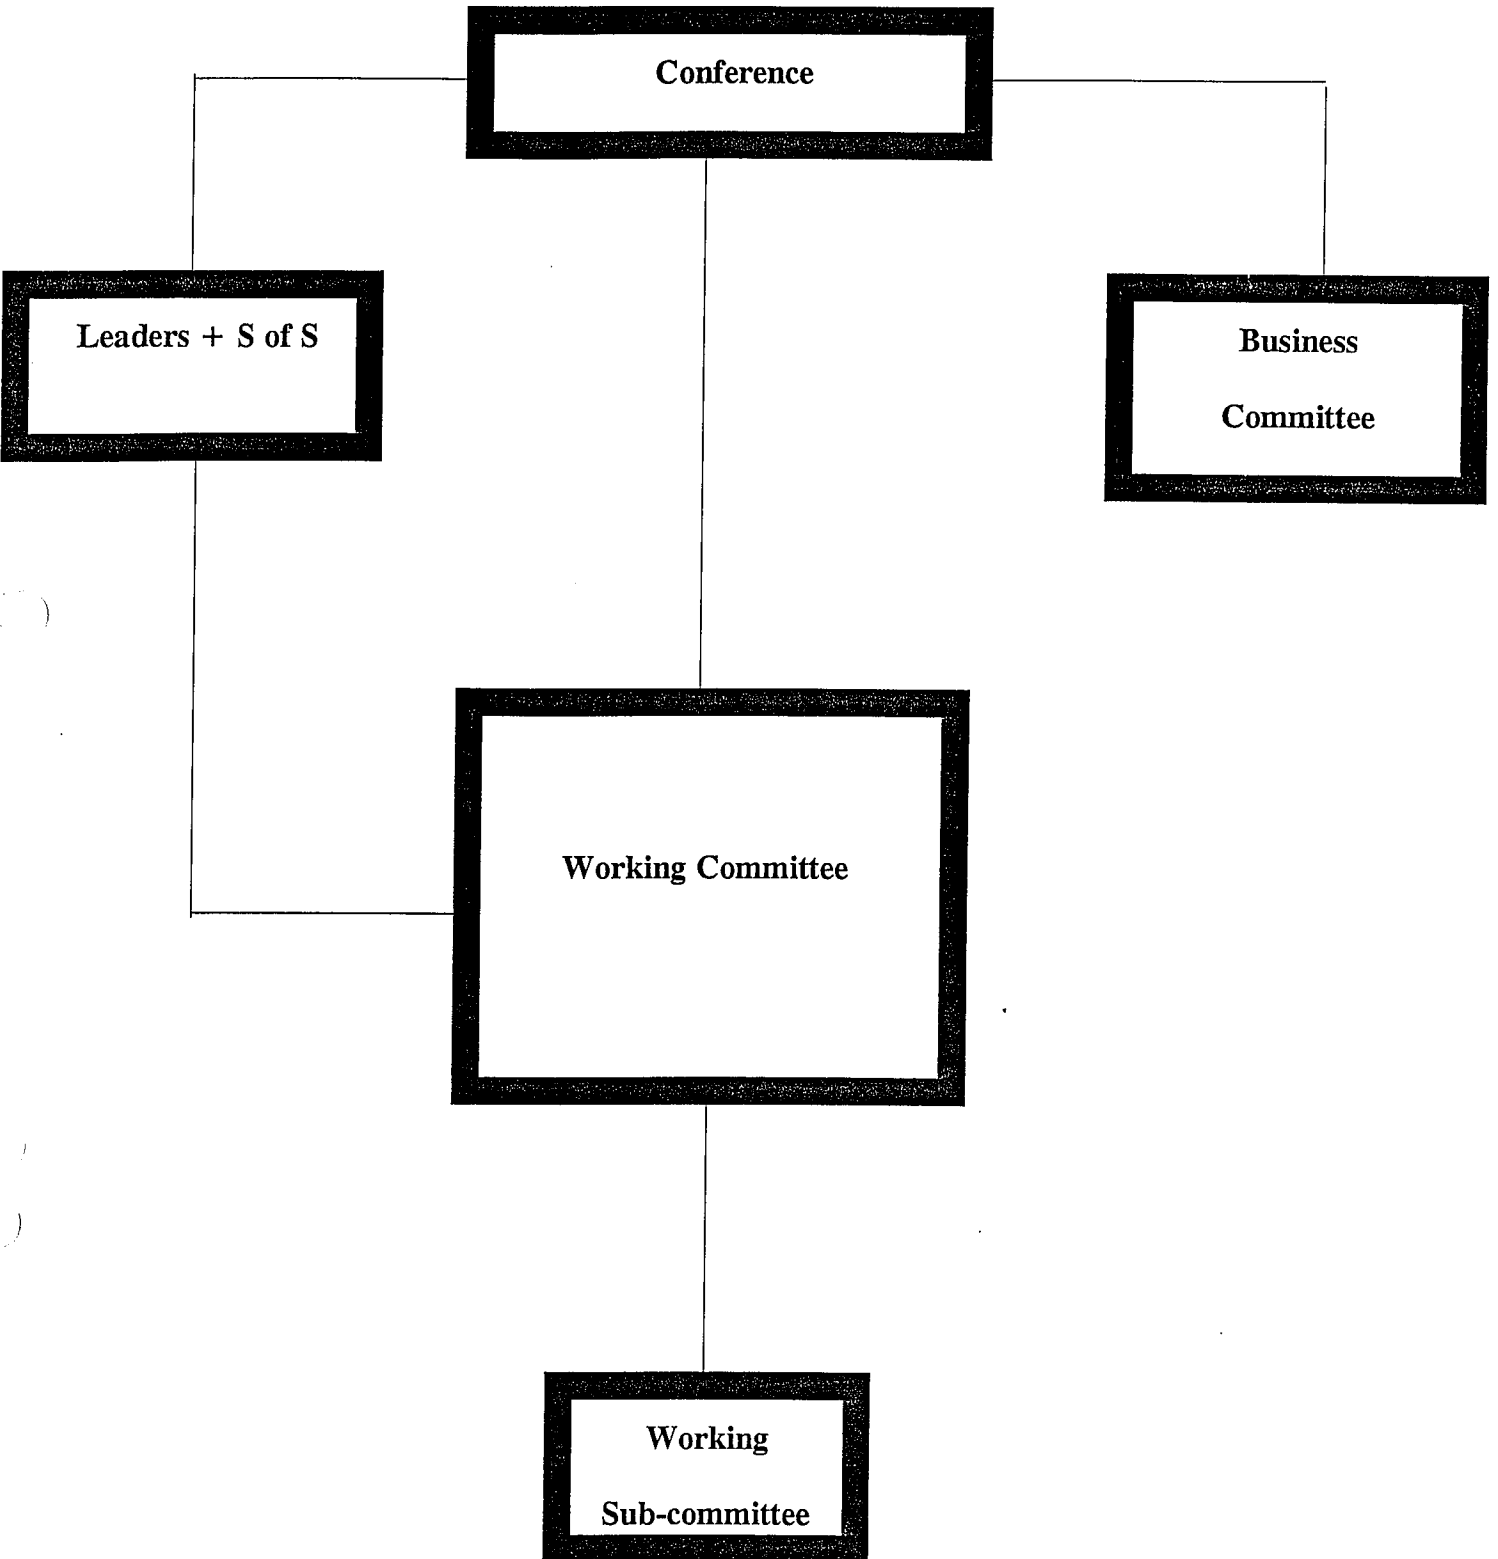 Conference
Leaders + S of S
Business
Committee
Working Committee
Working
Sub-committee